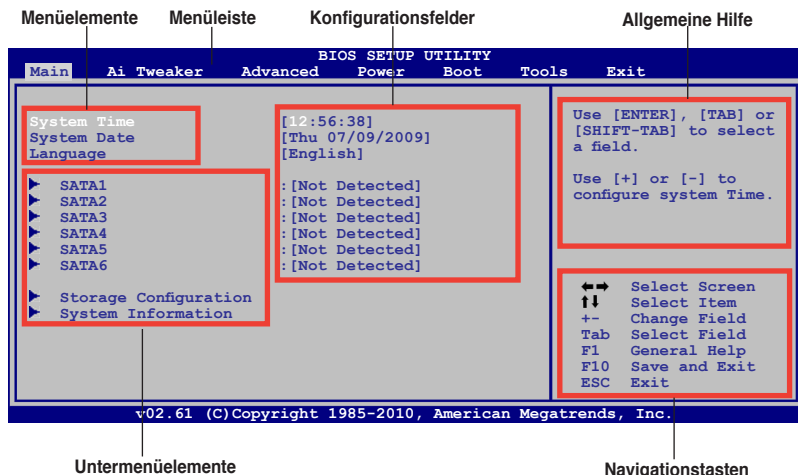 Menüelemente Menüleiste Konfigurationsfelder Allgemeine Hilfe
BIOS SETUP UTILITY
Main Ai Tweaker Advanced Power Boot Tools Exit
System Time [12:56:38]
System Date [Thu 07/09/2009]
Language [English]
SATA1 :[Not Detected]
SATA2 :[Not Detected]
SATA3 :[Not Detected]
SATA4 :[Not Detected]
SATA5 :[Not Detected]
SATA6 :[Not Detected]
Storage Configuration
System Information
Use [ENTER], [TAB] or
[SHIFT-TAB] to select
a field.
Use [+] or [-] to
configure system Time.
←→ Select Screen
↑↓ Select Item
+- Change Field
Tab Select Field
F1 General Help
F10 Save and Exit
ESC Exit
v02.61 (C)Copyright 1985-2010, American Megatrends, Inc.
Untermenüelemente Navigationstasten